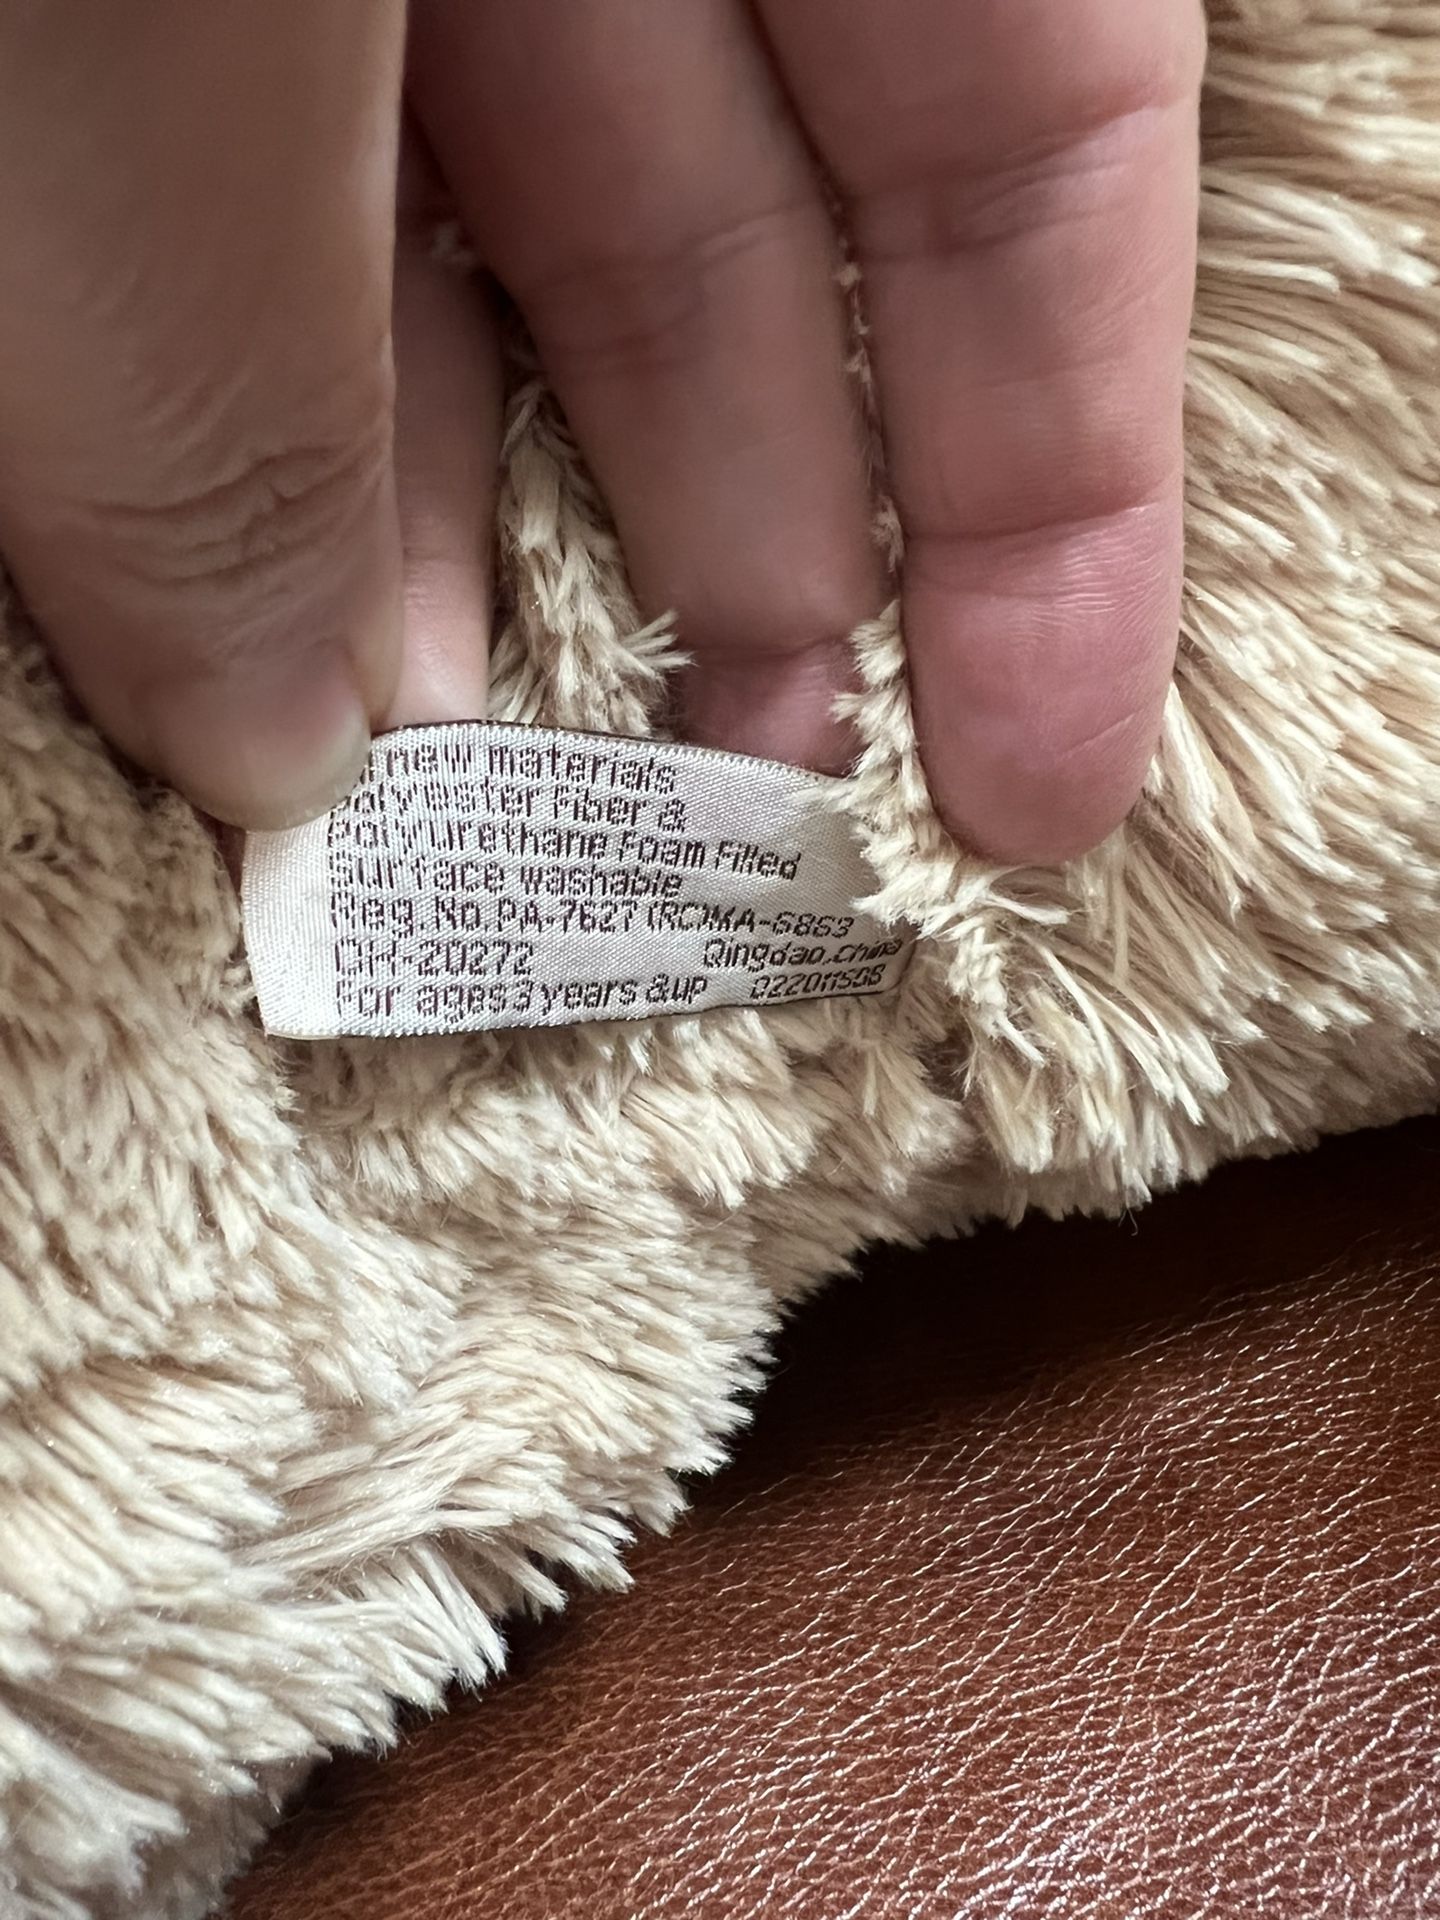 new materials
Polyester Fiber &
Polyurethane Foam Filled
Surface washable
Reg.No.PA-7627 (RC)MA-6863
OH-20272 Qingdao,China
For ages 3 years &up